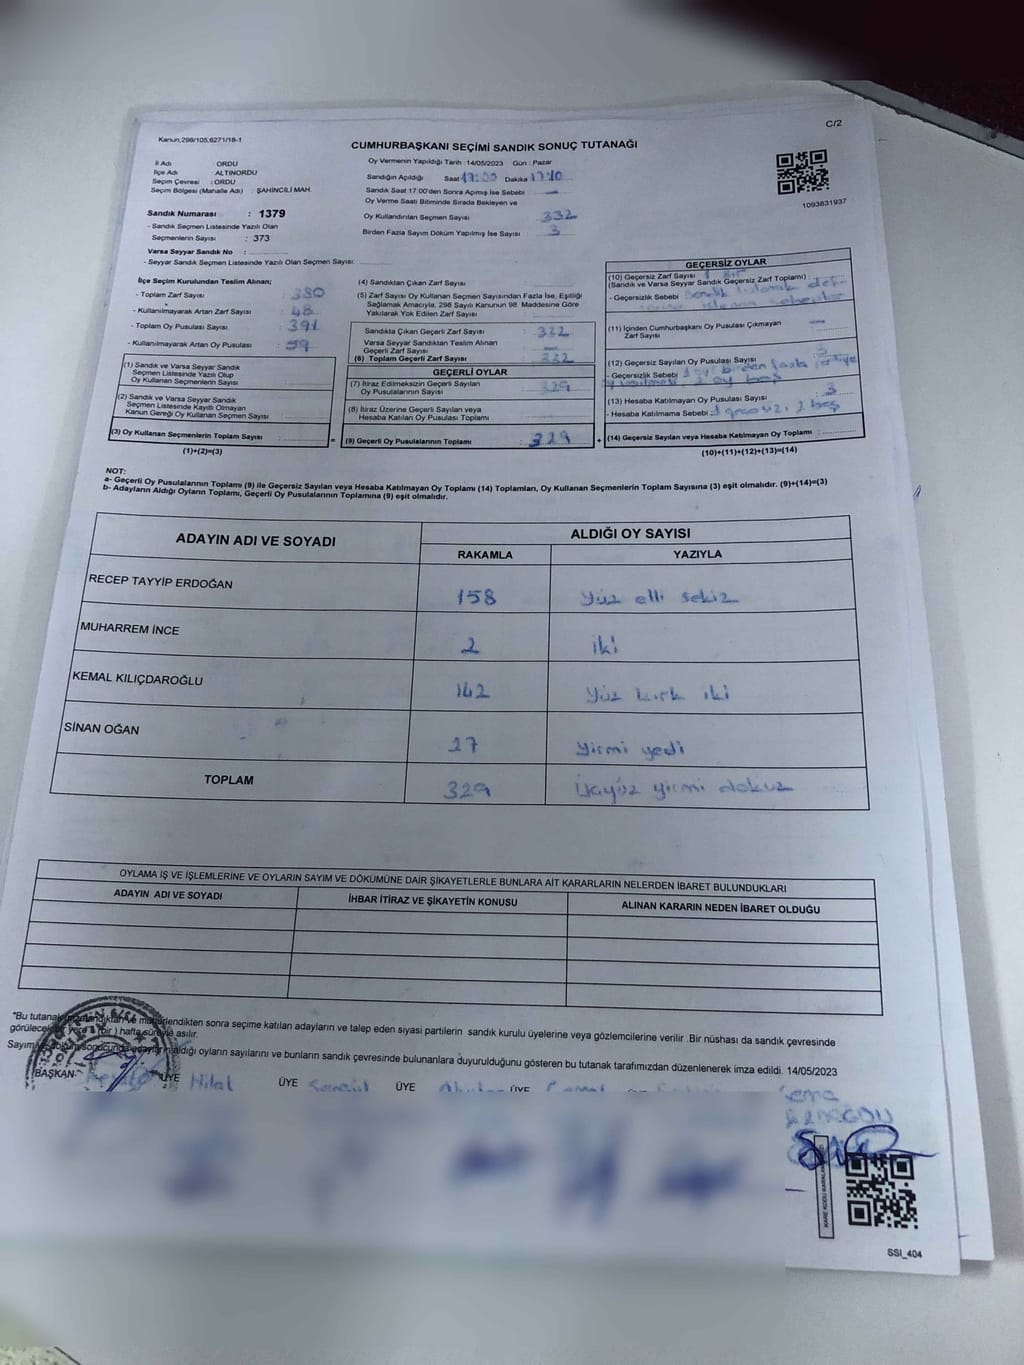 C/2
Kanun;298/105,6271/18-1
CUMHURBAŞKANI SEÇİMİ SANDIK SONUÇ TUTANAĞI
İl Adı : ORDU
İlçe Adı : ALTINORDU
Seçim Çevresi : ORDU
Seçim Bölgesi (Mahalle Adı) : ŞAHİNCİLİ MAH.
Sandık Numarası : 1379
- Sandık Seçmen Listesinde Yazılı Olan
Seçmenlerin Sayısı : 373
Varsa Seyyar Sandık No :
- Seyyar Sandık Seçmen Listesinde Yazılı Olan Seçmen Sayısı:
Oy Vermenin Yapıldığı Tarih :14/05/2023 Gün : Pazar
Sandığın Açıldığı Saat 17:00 Dakika 17:10
Sandık Saat 17:00'den Sonra Açmış İse Sebebi
Oy Verme Saati Bitiminde Sırada Bekleyen ve
Oy Kullandırılan Seçmen Sayısı : 332
Birden Fazla Sayım Döküm Yapılmış İse Sayısı : 3
1093831937
İlçe Seçim Kurulundan Teslim Alınan;
- Toplam Zarf Sayısı : 380
- Kullanılmayarak Artan Zarf Sayısı : 48
- Toplam Oy Pusulası Sayısı : 391
- Kullanılmayarak Artan Oy Pusulası : 59
(1) Sandık ve Varsa Seyyar Sandık
Seçmen Listesinde Yazılı Olup
Oy Kullanan Seçmenlerin Sayısı
(2) Sandık ve Varsa Seyyar Sandık
Seçmen Listesinde Kayıtlı Olmayan
Kanun Gereği Oy Kullanan Seçmen Sayısı
(3) Oy Kullanan Seçmenlerin Toplam Sayısı
(1)+(2)=(3)
(4) Sandıktan Çıkan Zarf Sayısı
(5) Zarf Sayısı Oy Kullanan Seçmen Sayısından Fazla İse, Eşitliği
Sağlamak Amacıyla, 298 Sayılı Kanunun 98. Maddesine Göre
Yakılarak Yok Edilen Zarf Sayısı
Sandıkta Çıkan Geçerli Zarf Sayısı : 332
Varsa Seyyar Sandıktan Teslim Alınan
Geçerli Zarf Sayısı
(6) Toplam Geçerli Zarf Sayısı : 332
GEÇERLİ OYLAR
(7) İtiraz Edilmeksizin Geçerli Sayılan
Oy Pusulasının Sayısı : 329
(8) İtiraz Üzerine Geçerli Sayılan veya
Hesaba Katılan Oy Pusulası Toplamı
(9) Geçerli Oy Pusulalarının Toplamı : 329
GEÇERSİZ OYLAR
(10) Geçersiz Zarf Sayısı
(Sandık ve Varsa Seyyar Sandık Geçersiz Zarf Toplamı)
- Geçersizlik Sebebi
(11) İçinden Cumhurbaşkanı Oy Pusulası Çıkmayan
Zarf Sayısı
(12) Geçersiz Sayılan Oy Pusulası Sayısı : 3
- Geçersizlik Sebebi 1 oy birden fazla
2 oy boş
(13) Hesaba Katılmayan Oy Pusulası Sayısı : 3
- Hesaba Katılmama Sebebi : 1 geçersiz, 2 boş
(14) Geçersiz Sayılan veya Hesaba Katılmayan Oy Toplamı
(10)+(11)+(12)+(13)=(14)
NOT:
a- Geçerli Oy Pusulalarının Toplamı (9) ile Geçersiz Sayılan veya Hesaba Katılmayan Oy Toplamı (14) Toplamları, Oy Kullanan Seçmenlerin Toplam Sayısına (3) eşit olmalıdır. (9)+(14)=(3)
b- Adayların Aldığı Oyların Toplamı, Geçerli Oy Pusulalarının Toplamına (9) eşit olmalıdır.
ADAYIN ADI VE SOYADI
ALDIĞI OY SAYISI
RAKAMLA YAZIYLA
RECEP TAYYİP ERDOĞAN 158 Yüz elli sekiz
MUHARREM İNCE 2 iki
KEMAL KILIÇDAROĞLU 142 Yüz kırk iki
SİNAN OĞAN 27 Yirmi yedi
TOPLAM 329 Üçyüz yirmi dokuz
OYLAMA İŞ VE İŞLEMLERİNE VE OYLARIN SAYIM VE DÖKÜMÜNE DAİR ŞİKAYETLERLE BUNLARA AİT KARARLARIN NELERDEN İBARET BULUNDUKLARI
ADAYIN ADI VE SOYADI İHBAR İTİRAZ VE ŞİKAYETİN KONUSU ALINAN KARARIN NEDEN İBARET OLDUĞU
"Bu tutanak ve mühürlendikten sonra seçime katılan adayların ve talep eden siyasi partilerin sandık kurulu üyelerine veya gözlemcilerine verilir .Bir nüshası da sandık çevresinde
görülecek bir yere 1 (bir ) hafta süreyle asılır.
Sayım sonucunda adayların aldığı oyların sayılarını ve bunların sandık çevresinde bulunanlara duyurulduğunu gösteren bu tutanak tarafımızdan düzenlenerek imza edildi. 14/05/2023
BAŞKAN ÜYE Hilal ÜYE ÜYE ÜYE
Sema
SSI_404